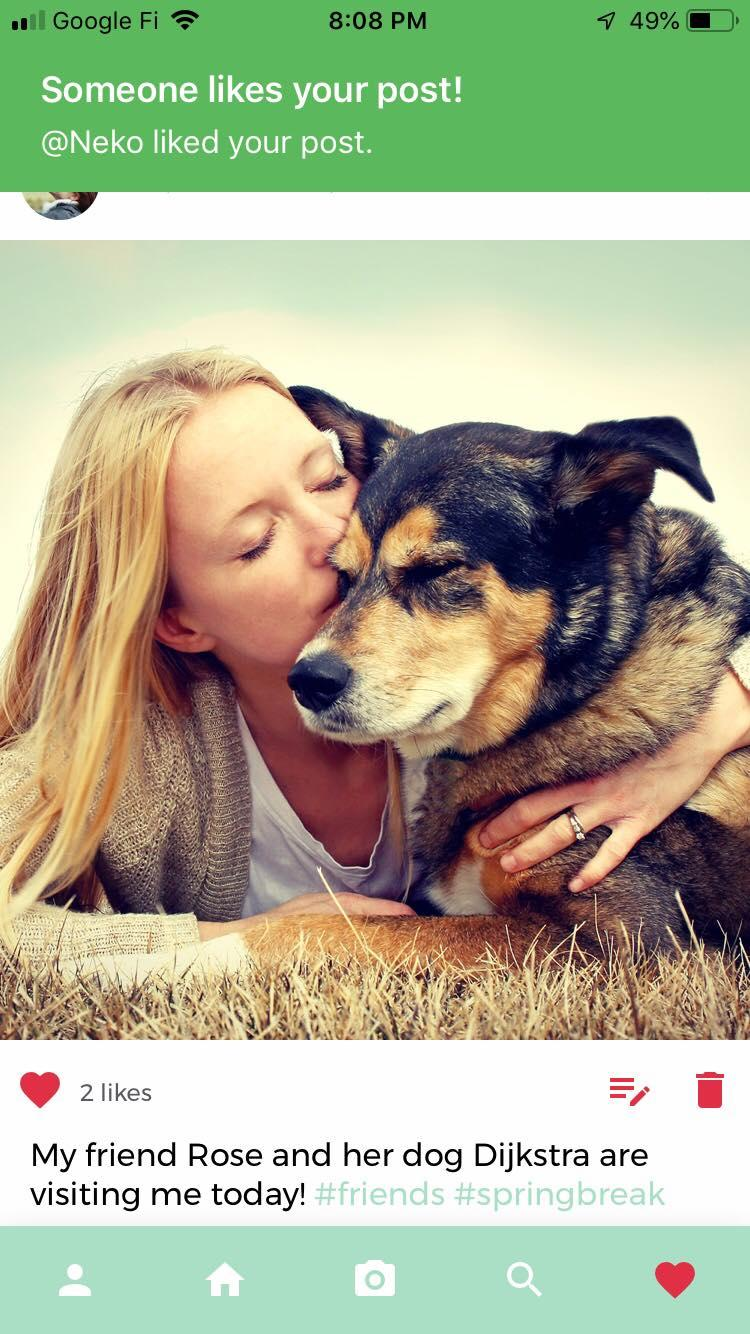 Google Fi 8:08 PM 49%
Someone likes your post!
@Neko liked your post.
2 likes
My friend Rose and her dog Dijkstra are
visiting me today! #friends #springbreak